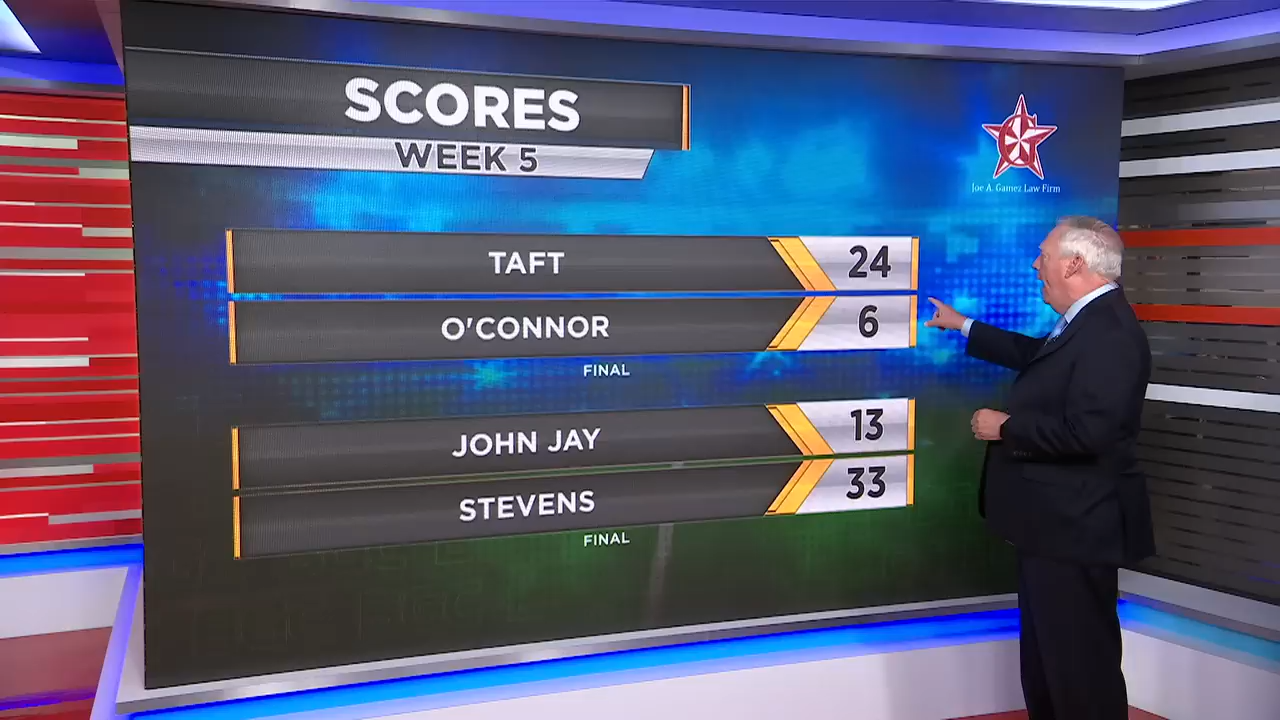 SCORES
WEEK 5
Joe A. Gamez Law Firm
TAFT 24
O'CONNOR 6
FINAL
JOHN JAY 13
STEVENS 33
FINAL